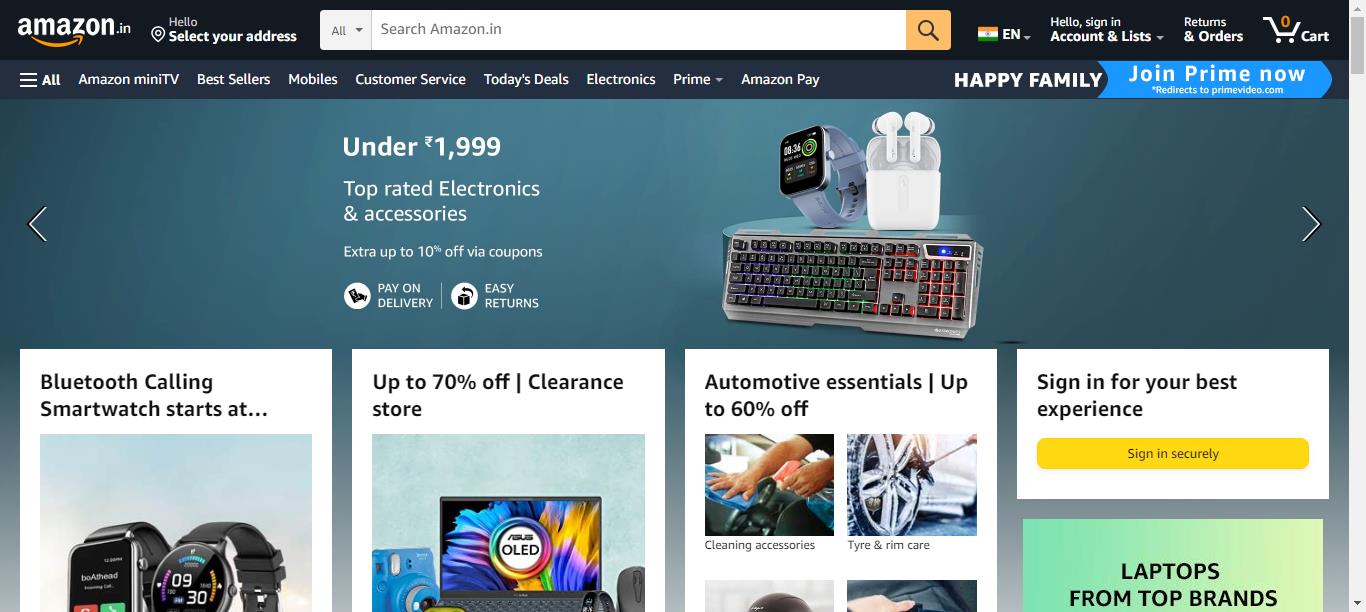 amazon.in
Hello
Select your address
All
Search Amazon.in
EN
Hello, sign in
Account & Lists
Returns
& Orders
0
Cart
All
Amazon miniTV
Best Sellers
Mobiles
Customer Service
Today's Deals
Electronics
Prime
Amazon Pay
HAPPY FAMILY
Join Prime now
*Redirects to primevideo.com
Under ₹1,999
Top rated Electronics
& accessories
Extra up to 10% off via coupons
PAY ON
DELIVERY
EASY
RETURNS
08:36
Bluetooth Calling
Smartwatch starts at...
Up to 70% off | Clearance
store
Automotive essentials | Up
to 60% off
Sign in for your best
experience
Sign in securely
boAthead
09
30
ASUS
OLED
Cleaning accessories
Tyre & rim care
LAPTOPS
FROM TOP BRANDS